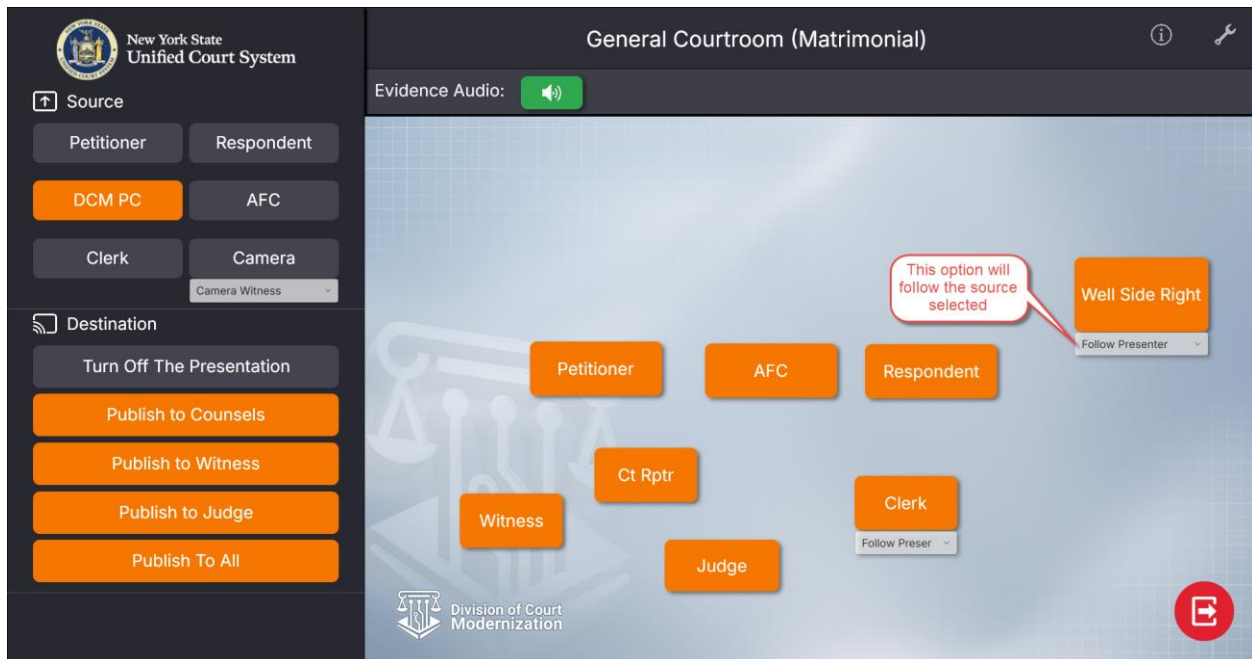 New York State
Unified Court System
General Courtroom (Matrimonial)
Evidence Audio:
Source
Petitioner
Respondent
DCM PC
AFC
Clerk
Camera
Camera Witness
Destination
Turn Off The Presentation
Publish to Counsels
Publish to Witness
Publish to Judge
Publish To All
This option will
follow the source
selected
Well Side Right
Follow Presenter
Petitioner
AFC
Respondent
Ct Rptr
Witness
Clerk
Follow Preser
Judge
Division of Court
Modernization